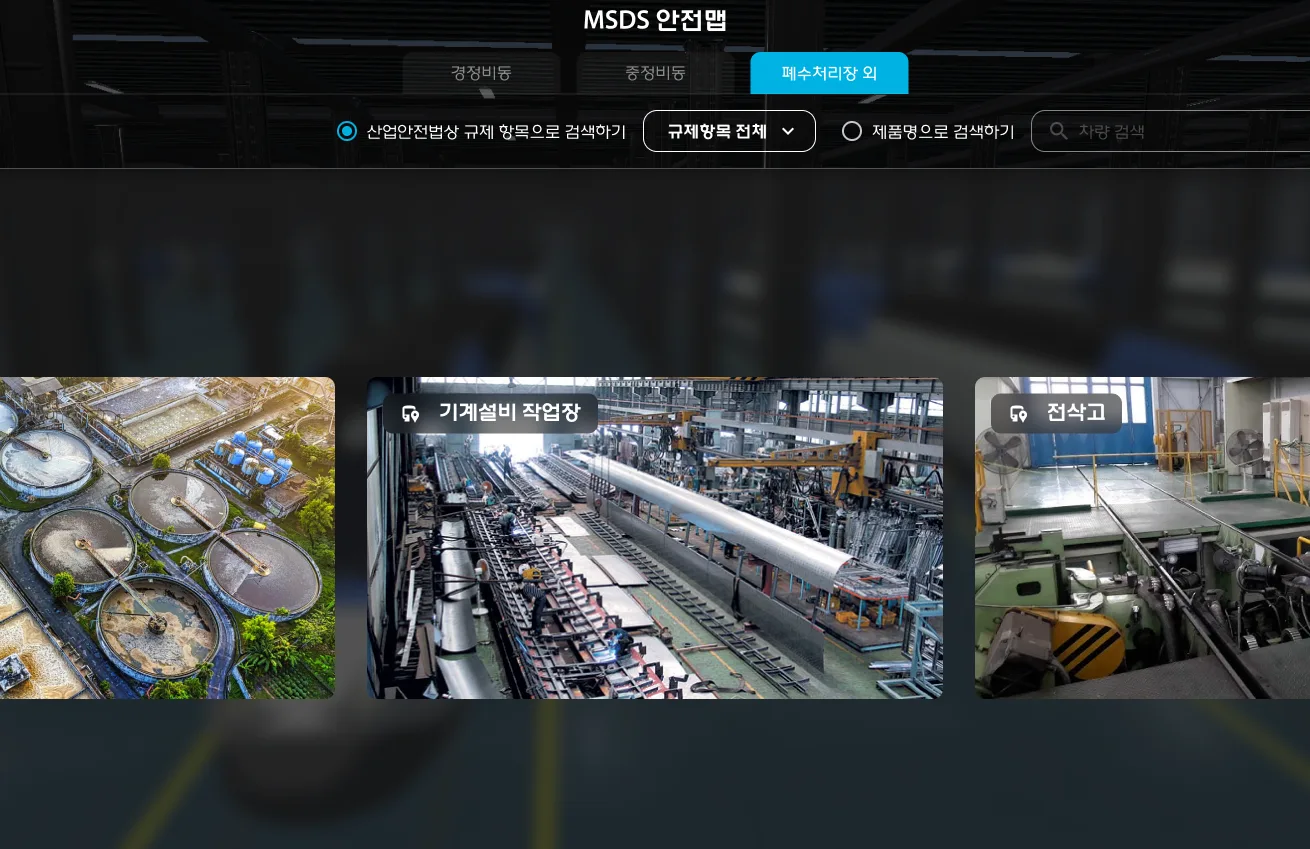 MSDS 안전맵
경정비동
중정비동
폐수처리장 외
산업안전법상 규제 항목으로 검색하기
규제항목 전체
제품명으로 검색하기
차량 검색
기계설비 작업장
전삭고